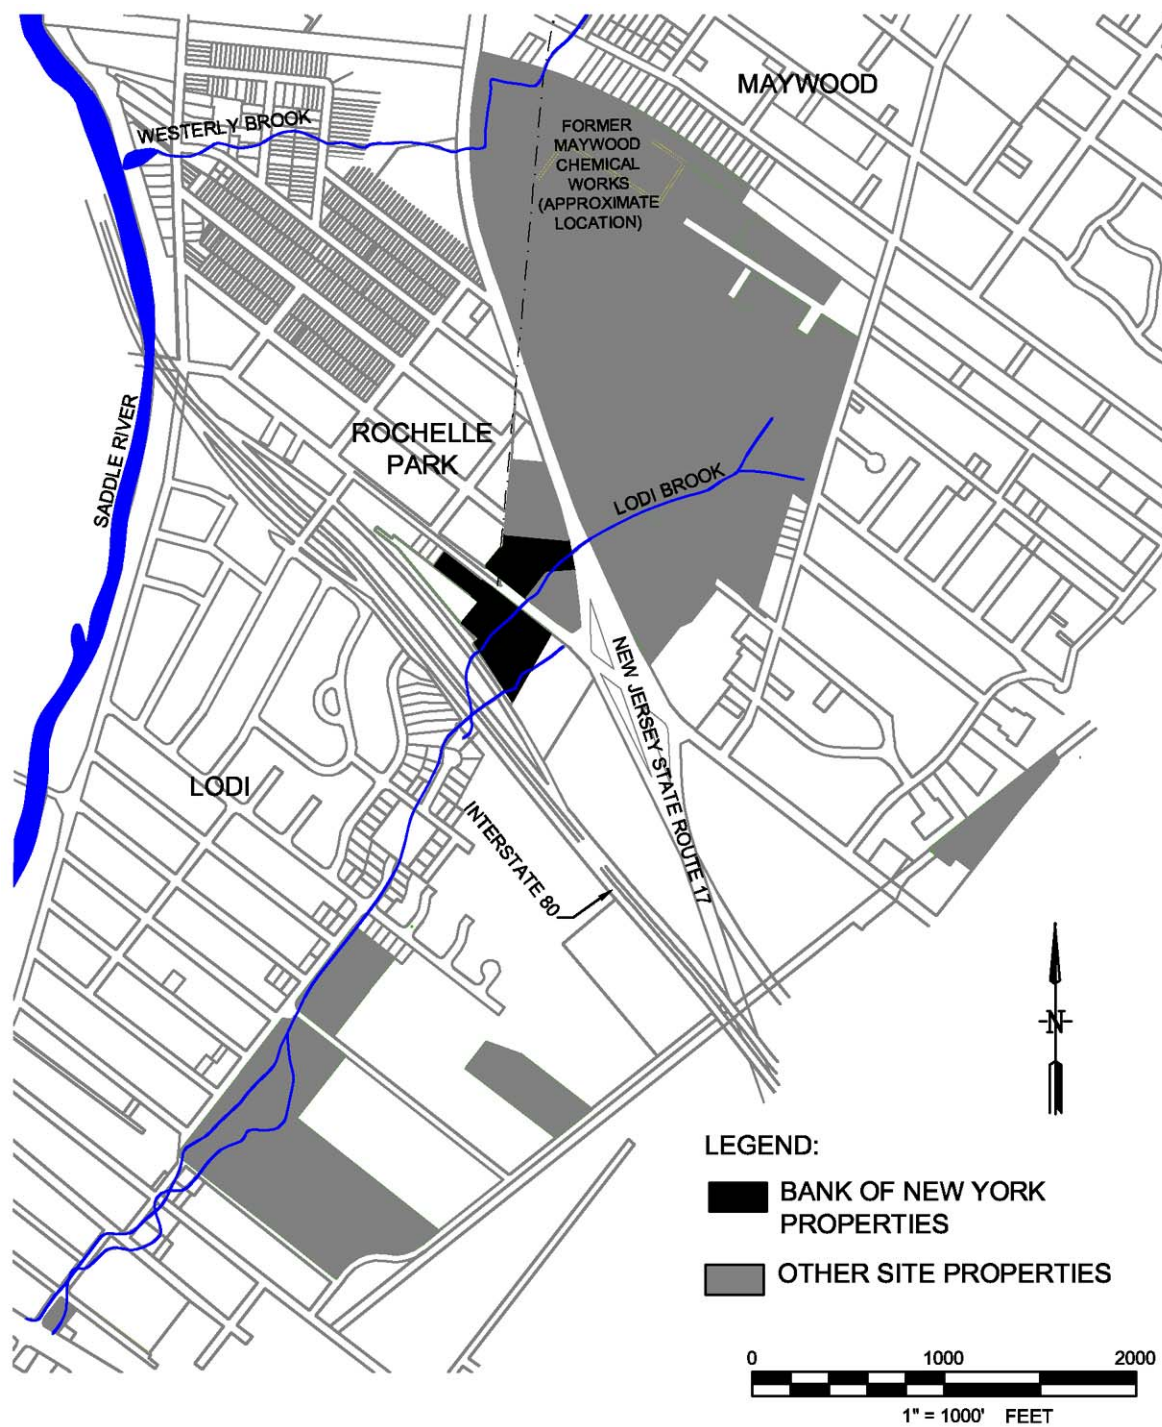 MAYWOOD
WESTERLY BROOK
FORMER
MAYWOOD
CHEMICAL
WORKS
(APPROXIMATE
LOCATION)
SADDLE RIVER
ROCHELLE
PARK
LODI BROOK
NEW JERSEY STATE ROUTE 17
LODI
INTERSTATE 80
N
LEGEND:
BANK OF NEW YORK
PROPERTIES
OTHER SITE PROPERTIES
0 1000 2000
1" = 1000' FEET